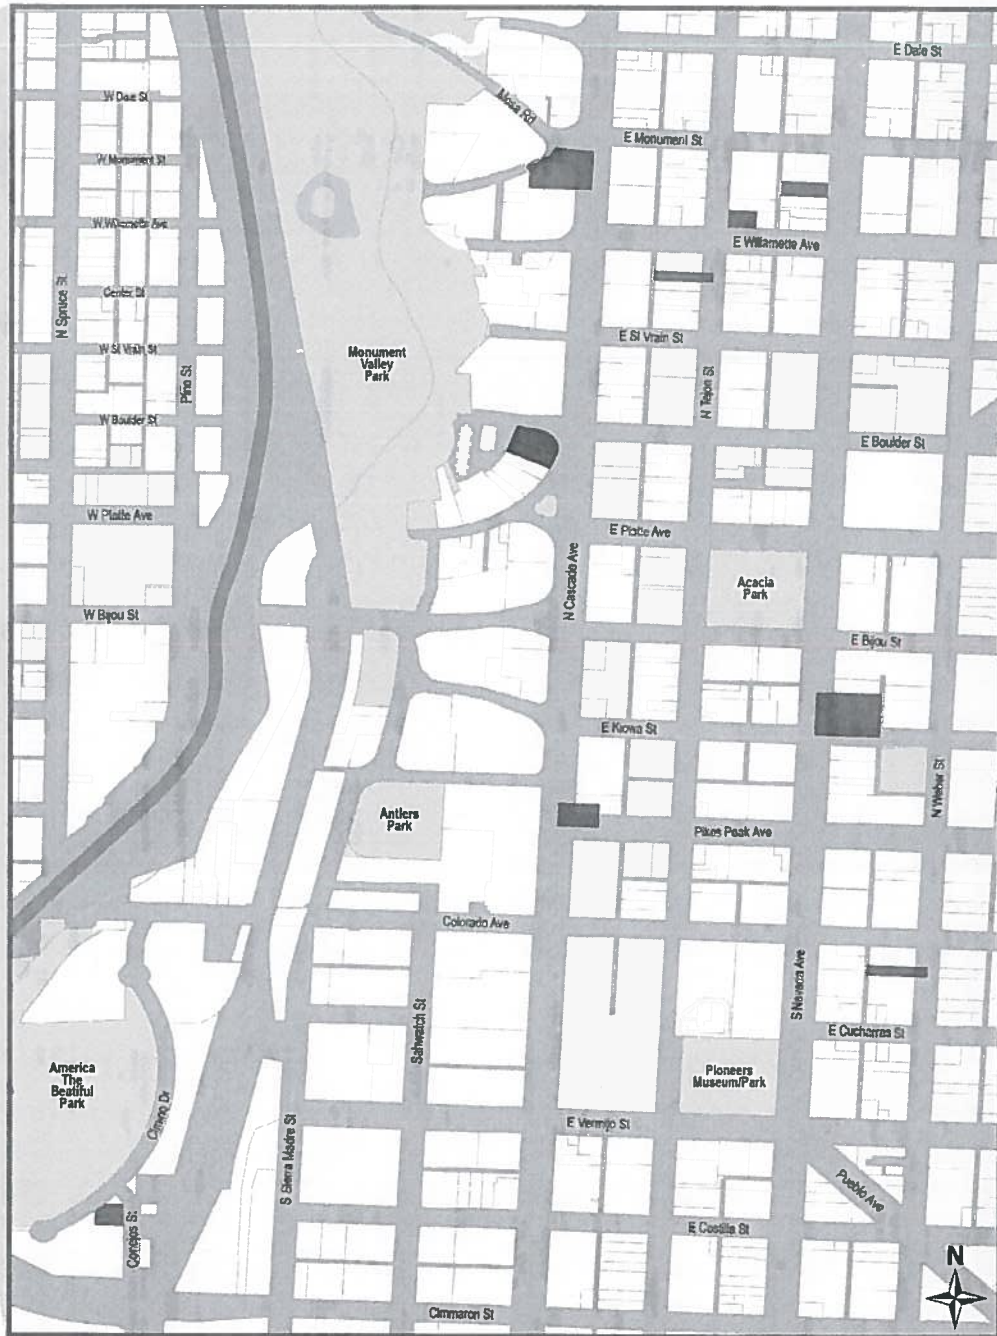 E Dale St
W Dale St
Mesa Rd
E Monument St
W Monument St
W Willamette Ave
E Willamette Ave
N Spruce St
Center St
E St Vrain St
W St Vrain St
Monument
Valley
Park
Pine St
N Tejon St
W Boulder St
E Boulder St
W Platte Ave
E Platte Ave
N Cascade Ave
Acacia
Park
W Bijou St
E Bijou St
E Kiowa St
N Weber St
Antlers
Park
Pikes Peak Ave
Colorado Ave
S Nevada Ave
Sahwatch St
E Cucharras St
America
The
Beatiful
Park
Pioneers
Museum/Park
Cimino Dr
E Vermijo St
S Sierra Madre St
Pueblo Ave
Conejos St
E Costilla St
N
Cimmaron St